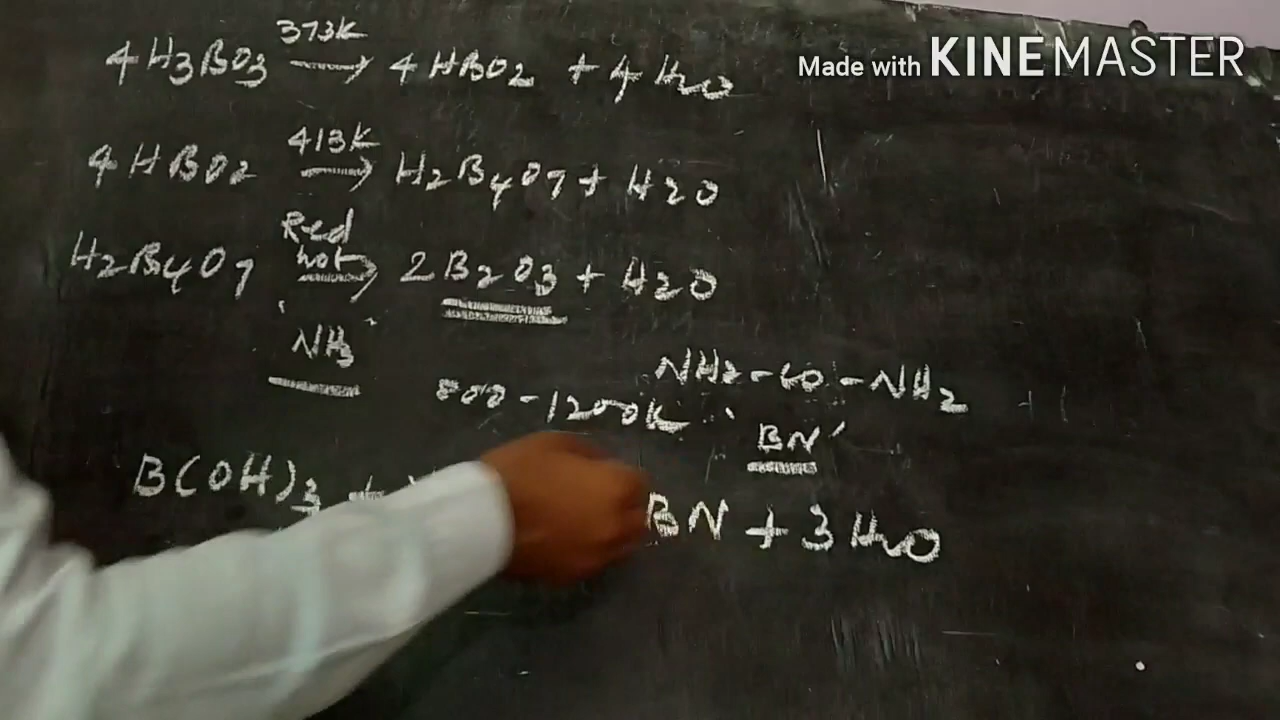 Made with KINEMASTER
4H3BO3 373K → 4HBO2 + 4H2O
4HBO2 413K → H2B4O7 + H2O
H2B4O7 Red hot → 2B2O3 + H2O
NH3
NH2-CO-NH2
800-1200K
BN
B(OH)3 + BN + 3H2O